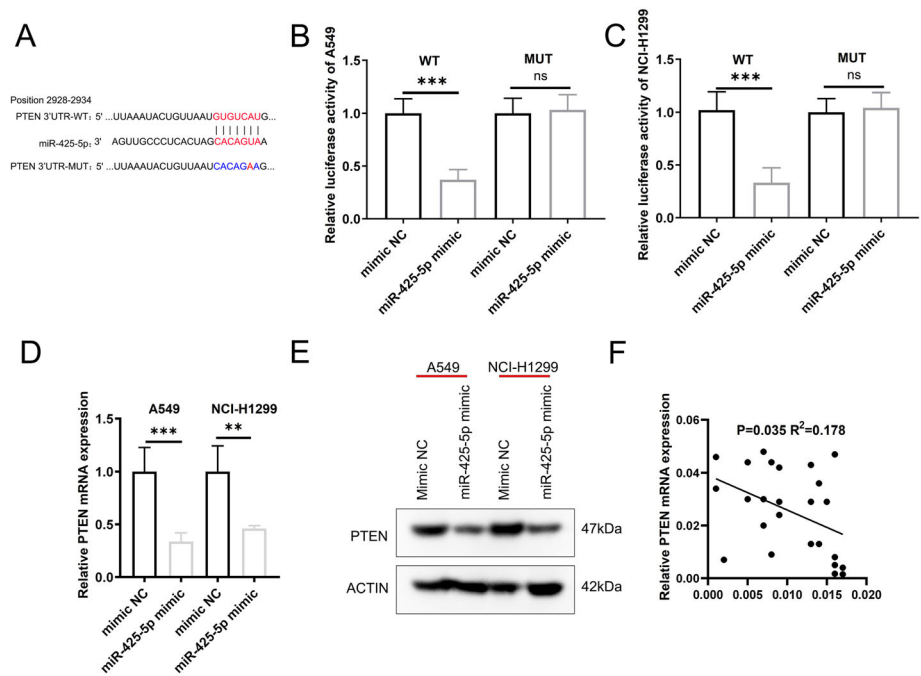 A
Position 2928-2934
PTEN 3'UTR-WT: 5' ...UUAAAUACUGUUAAUGUGUCAUG...
miR-425-5p: 3' AGUUGCCCUCACUAGCACAGUAA
PTEN 3'UTR-MUT: 5' ...UUAAAUACUGUUAAUCACAGAAG...
B
Relative luciferase activity of A549
1.5
1.0
0.5
0.0
WT
MUT
***
ns
mimic NC
miR-425-5p mimic
mimic NC
miR-425-5p mimic
C
Relative luciferase activity of NCI-H1299
1.5
1.0
0.5
0.0
WT
MUT
***
ns
mimic NC
miR-425-5p mimic
mimic NC
miR-425-5p mimic
D
Relative PTEN mRNA expression
1.5
1.0
0.5
0.0
A549
NCI-H1299
***
**
mimic NC
miR-425-5p mimic
mimic NC
miR-425-5p mimic
E
A549
NCI-H1299
Mimic NC
miR-425-5p mimic
Mimic NC
miR-425-5p mimic
PTEN
47kDa
ACTIN
42kDa
F
Relative PTEN mRNA expression
0.06
0.04
0.02
0.00
P=0.035 R²=0.178
0.000
0.005
0.010
0.015
0.020